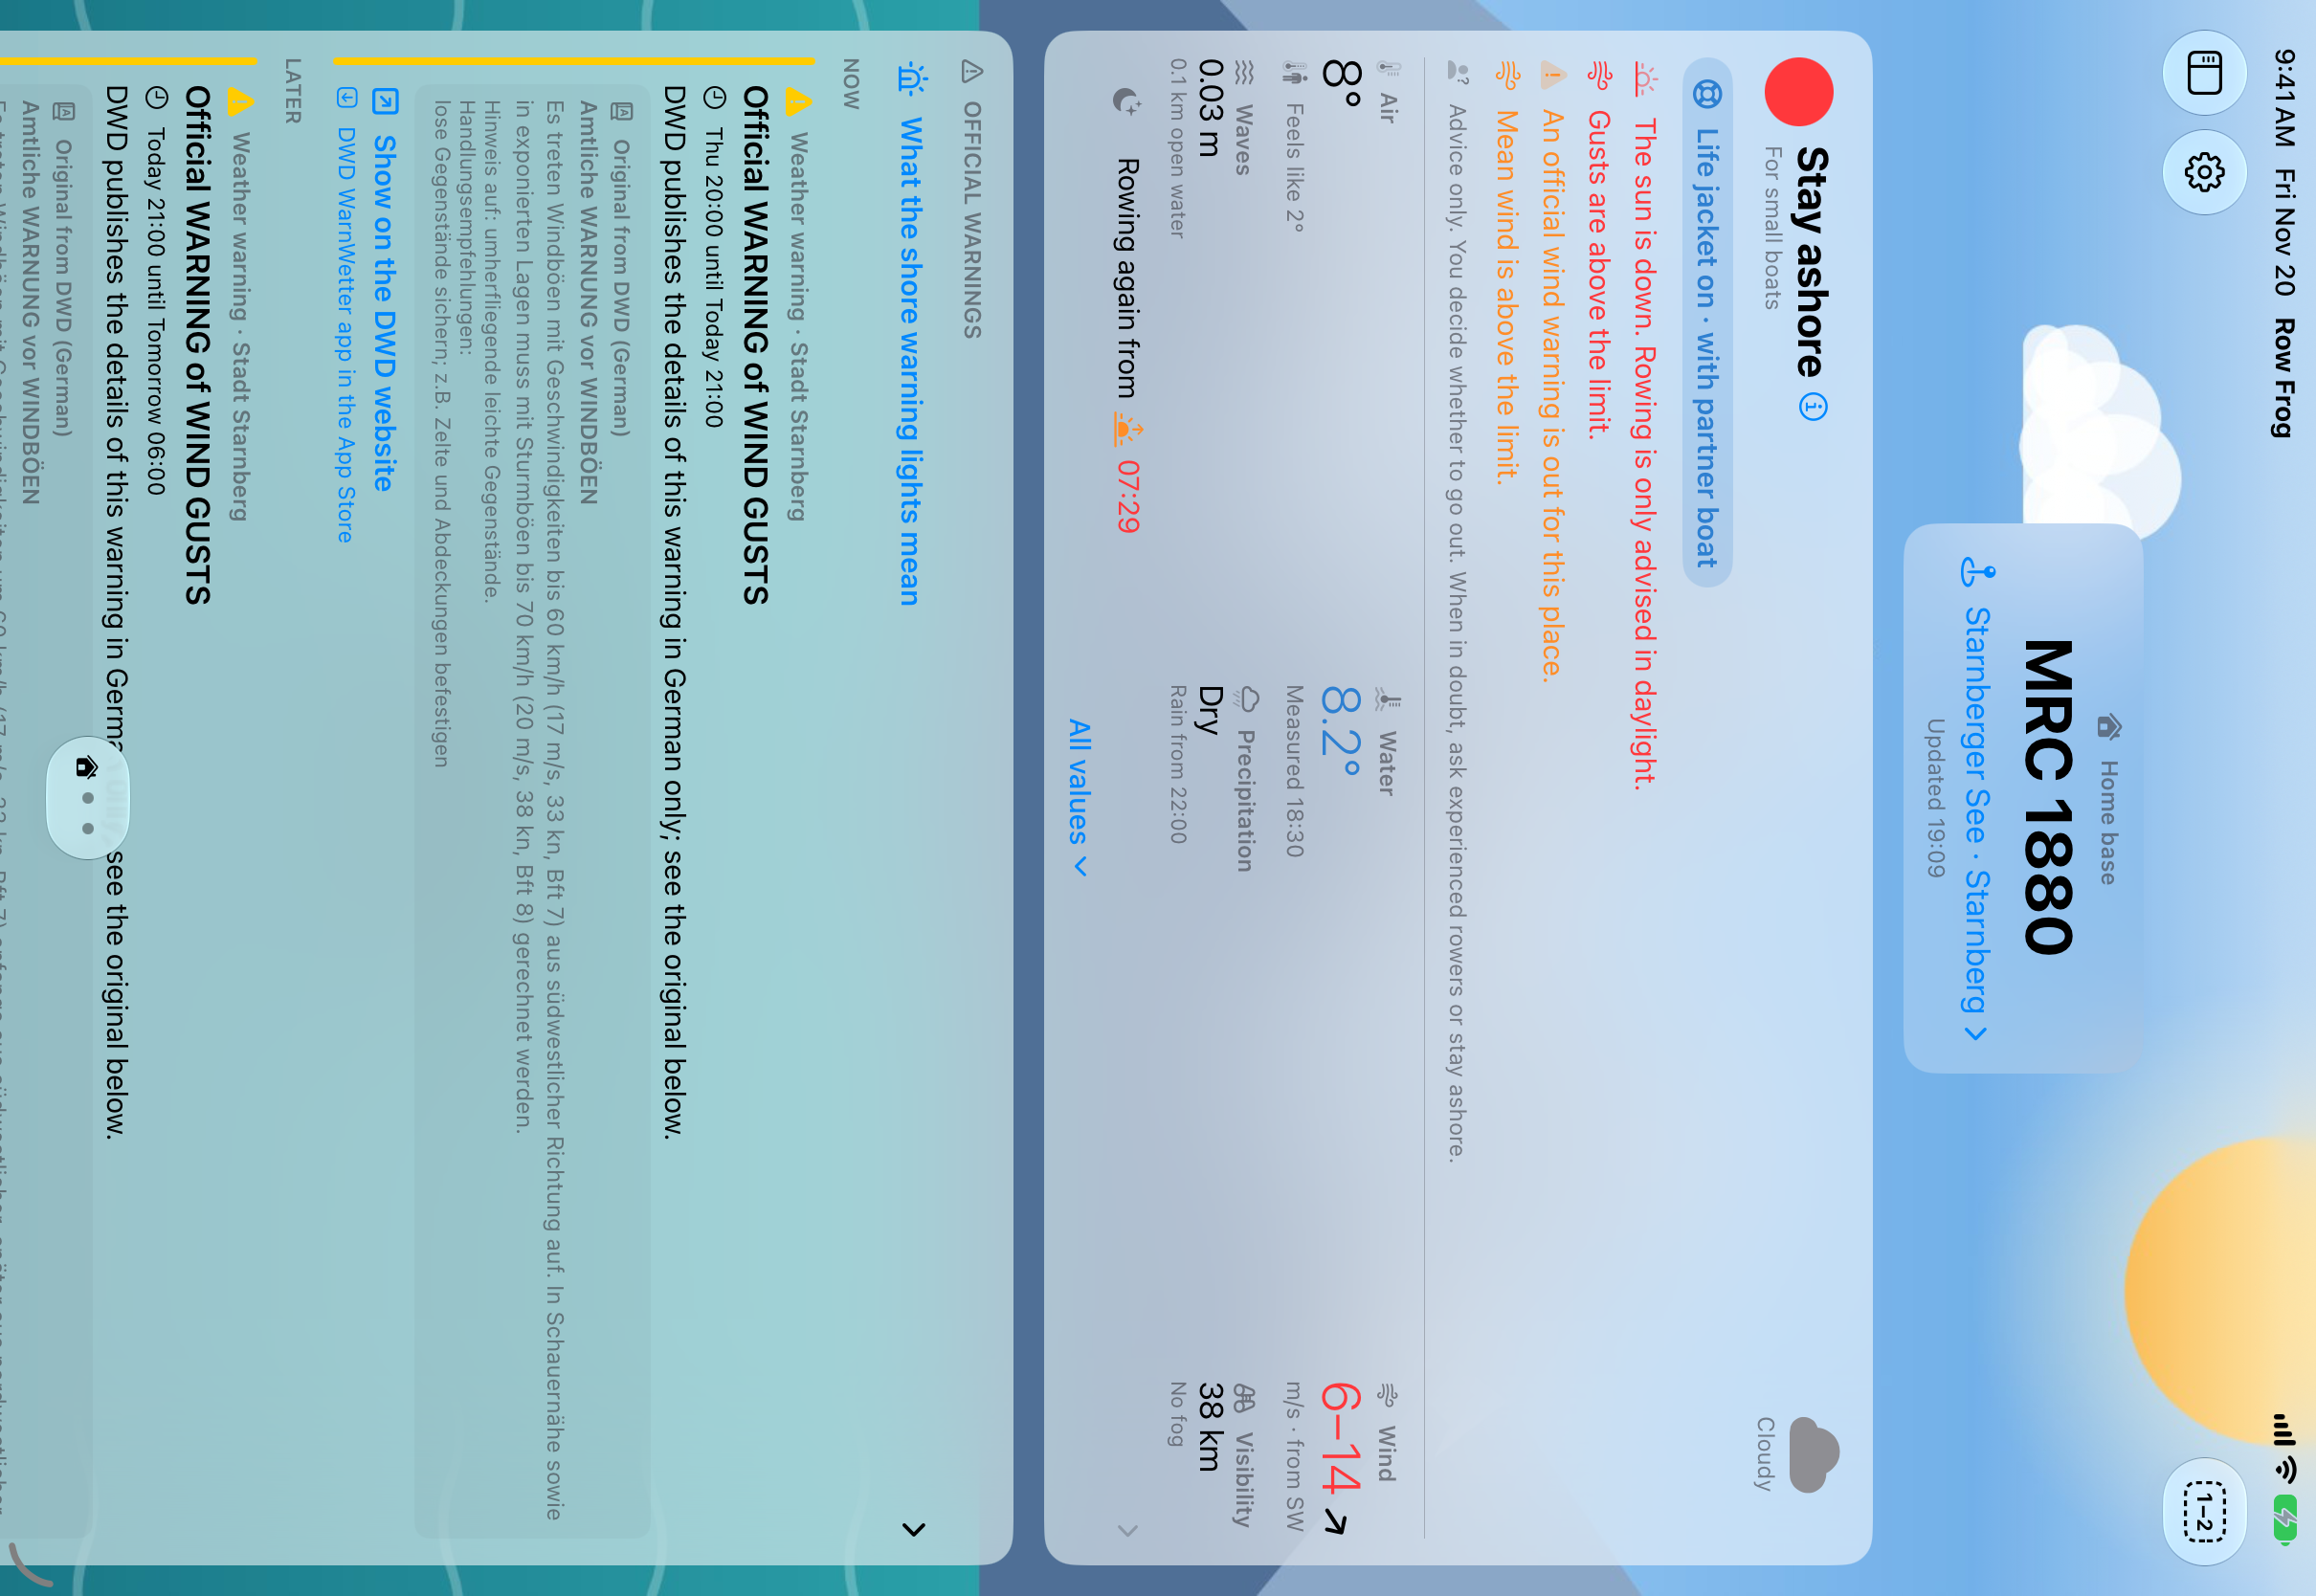 9:41 AM Fri Nov 20 Row Frog
1–2
Home base
MRC 1880
Starnberger See · Starnberg
Updated 19:09
Stay ashore
For small boats
Cloudy
Life jacket on · with partner boat
The sun is down. Rowing is only advised in daylight.
Gusts are above the limit.
An official wind warning is out for this place.
Mean wind is above the limit.
Advice only. You decide whether to go out. When in doubt, ask experienced rowers or stay ashore.
Air
8°
Feels like 2°
Water
8.2°
Measured 18:30
Wind
6–14
m/s · from SW
Waves
0.03 m
0.1 km open water
Precipitation
Dry
Rain from 22:00
Visibility
38 km
No fog
Rowing again from 07:29
All values
OFFICIAL WARNINGS
What the shore warning lights mean
NOW
Weather warning · Stadt Starnberg
Official WARNING of WIND GUSTS
Thu 20:00 until Today 21:00
DWD publishes the details of this warning in German only; see the original below.
Original from DWD (German)
Amtliche WARNUNG vor WINDBÖEN
Es treten Windböen mit Geschwindigkeiten bis 60 km/h (17 m/s, 33 kn, Bft 7) aus südwestlicher Richtung auf. In Schauernähe sowie
in exponierten Lagen muss mit Sturmböen bis 70 km/h (20 m/s, 38 kn, Bft 8) gerechnet werden.
Hinweis auf: umherfliegende leichte Gegenstände.
Handlungsempfehlungen:
lose Gegenstände sichern; z.B. Zelte und Abdeckungen befestigen
Show on the DWD website
DWD WarnWetter app in the App Store
LATER
Weather warning · Stadt Starnberg
Official WARNING of WIND GUSTS
Today 21:00 until Tomorrow 06:00
DWD publishes the details of this warning in German only; see the original below.
Original from DWD (German)
Amtliche WARNUNG vor WINDBÖEN